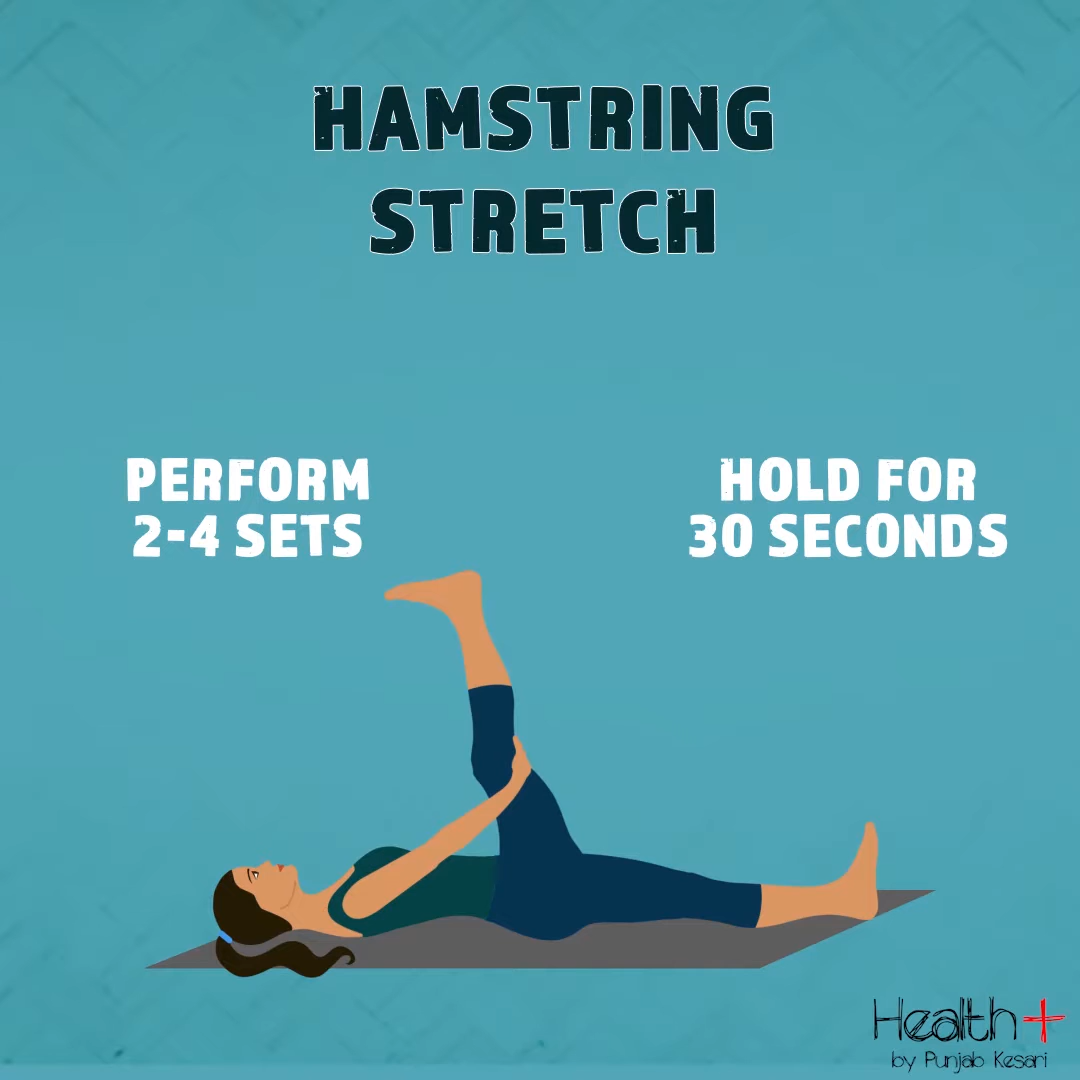 HAMSTRING
STRETCH
PERFORM
2-4 SETS
HOLD FOR
30 SECONDS
Health+
by Punjab Kesari